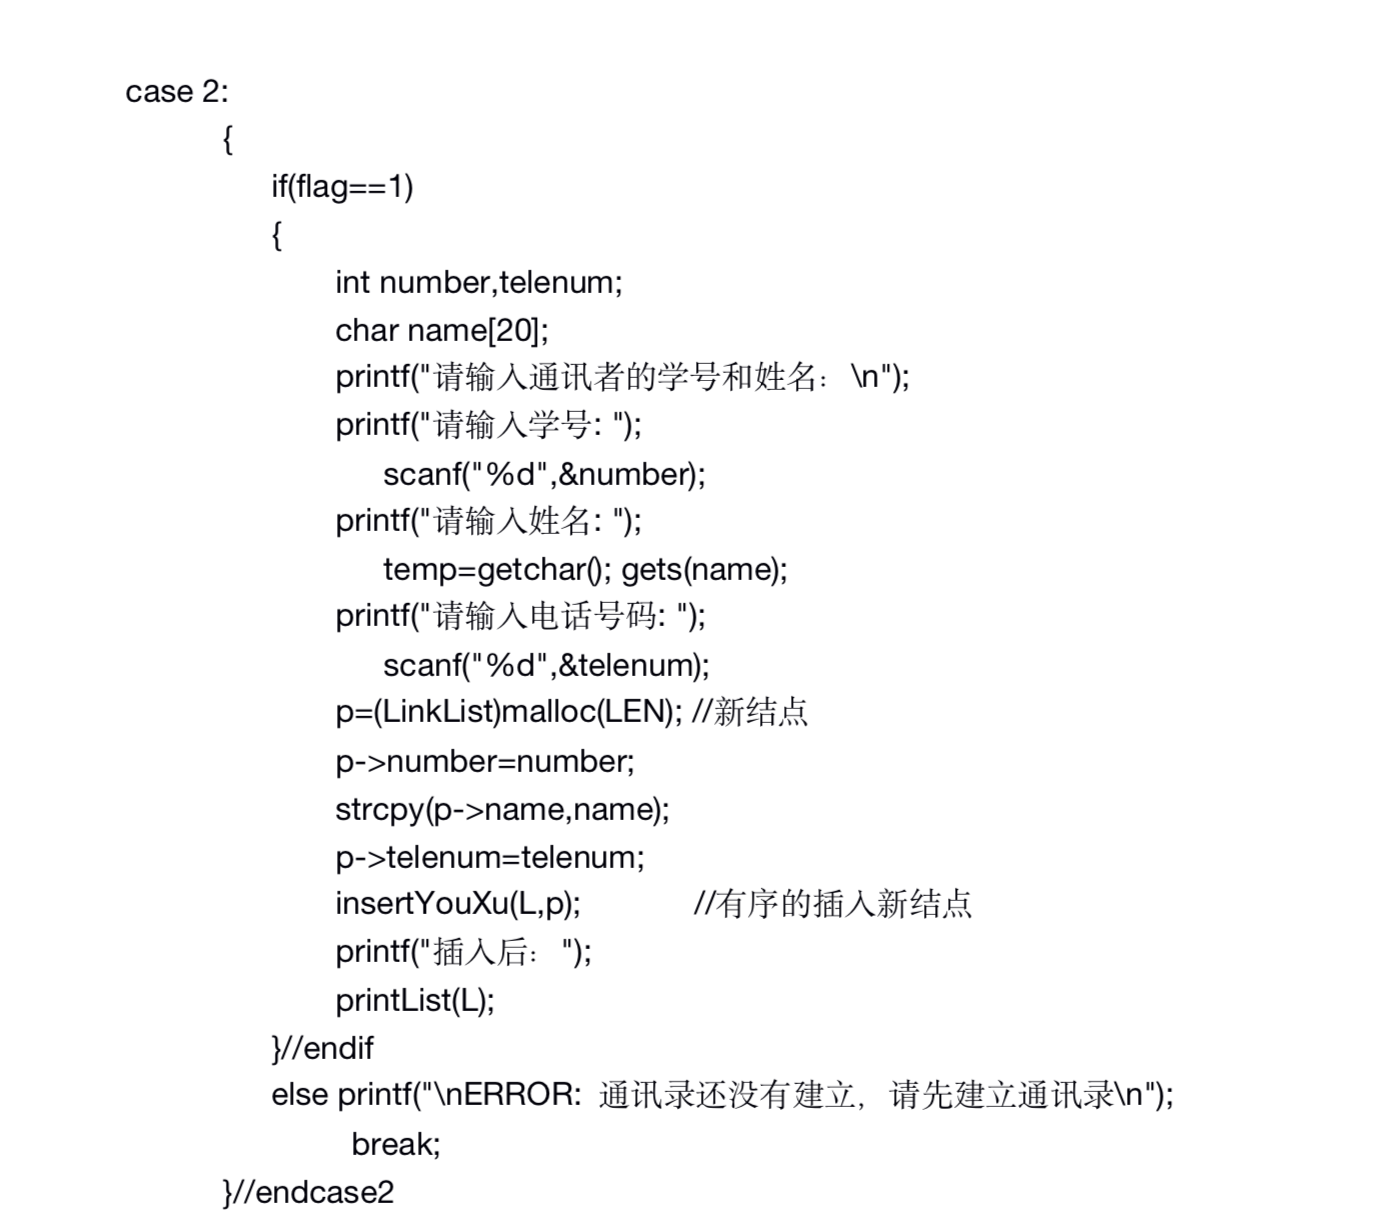 case 2:
{
if(flag==1)
{
int number,telenum;
char name[20];
printf("请输入通讯者的学号和姓名：\n");
printf("请输入学号: ");
scanf("%d",&number);
printf("请输入姓名: ");
temp=getchar(); gets(name);
printf("请输入电话号码: ");
scanf("%d",&telenum);
p=(LinkList)malloc(LEN); //新结点
p->number=number;
strcpy(p->name,name);
p->telenum=telenum;
insertYouXu(L,p); //有序的插入新结点
printf("插入后： ");
printList(L);
}//endif
else printf("\nERROR: 通讯录还没有建立，请先建立通讯录\n");
break;
}//endcase2